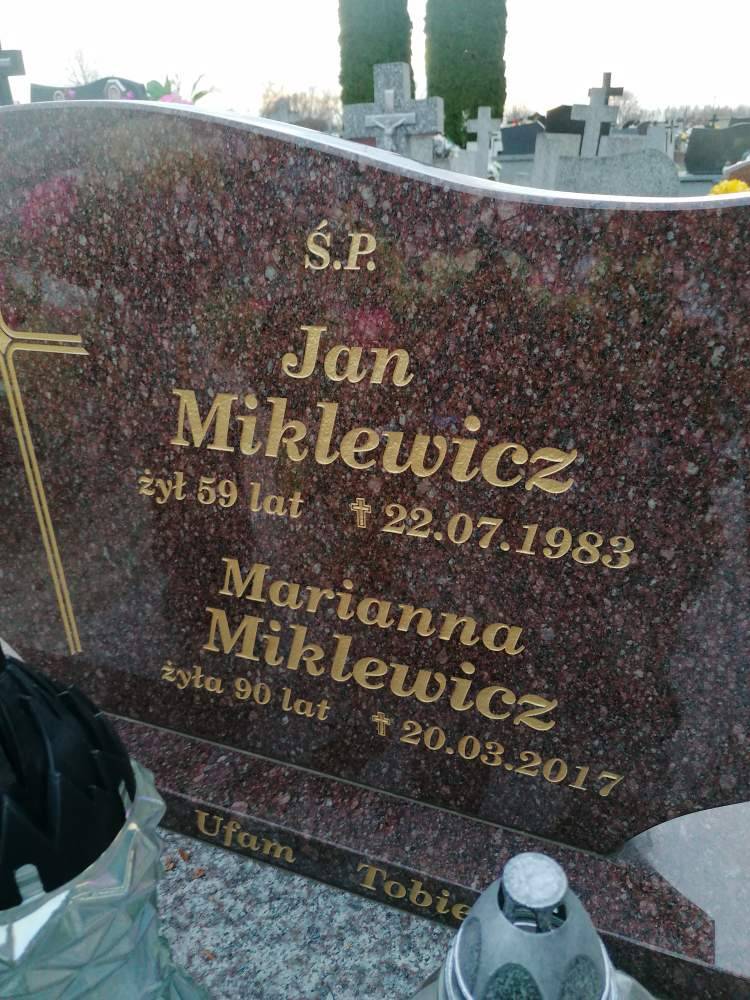 Ś.P.
Jan
Miklewicz
żył 59 lat 22.07.1983
Marianna
Miklewicz
żyła 90 lat 20.03.2017
Ufam Tobie